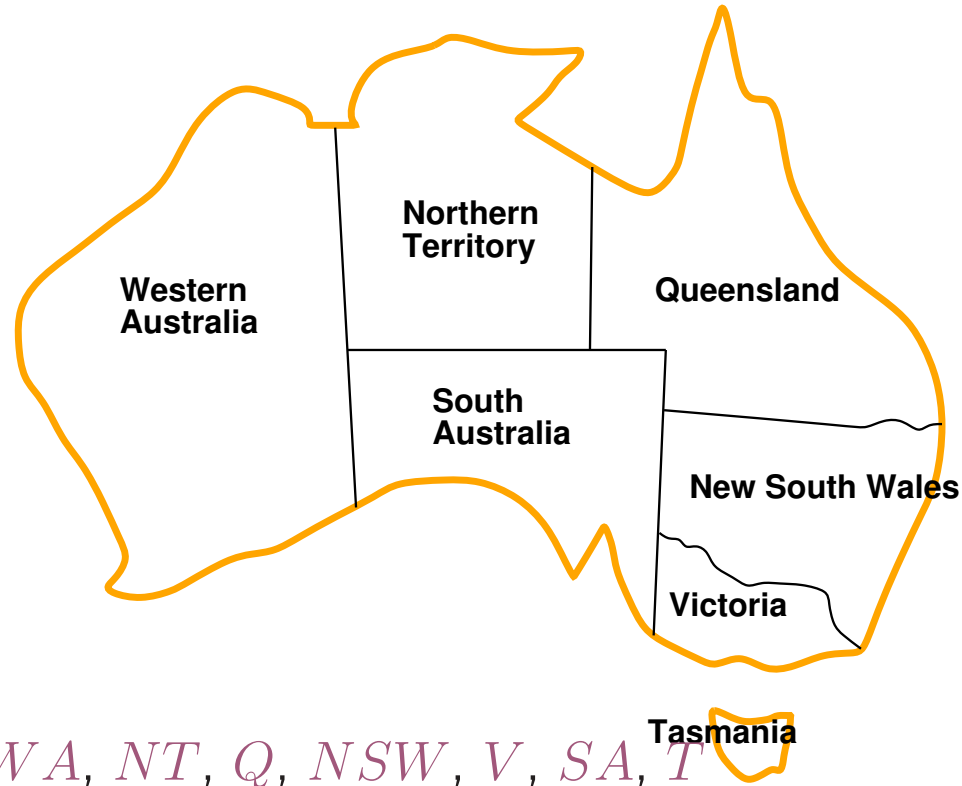 Northern
Territory
Western
Australia
Queensland
South
Australia
New South Wales
Victoria
Tasmania
WA, NT, Q, NSW, V, SA, T